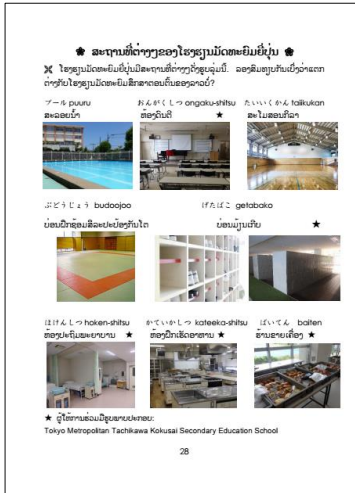 ❀ ສະຖານທີ່ຕ່າງໆຂອງໂຮງຮຽນມັດທະຍົມຍີ່ປຸ່ນ ❀
※ ໂຮງຮຽນມັດທະຍົມຍີ່ປຸ່ນມີສະຖານທີ່ຕ່າງໆດັ່ງຮູບລຸ່ມນີ້. ລອງສົມທຽບກັນເບິ່ງວ່າແຕກ
ຕ່າງກັບໂຮງຮຽນມັດທະຍົມສຶກສາຕອນຕົ້ນຂອງລາວບໍ່?
プール puuru おんがくしつ ongaku-shitsu たいいくかん taiikukan
ສະລອຍນ້ຳ ຫ້ອງດົນຕີ ★ ສະໂມສອນກິລາ
ぶどうじょう budoojoo げたばこ getabako
ບ່ອນຝຶກຊ້ອມສິລະປະປ້ອງກັນໂຕ ບ່ອນມ້ຽນເກີບ ★
ほけんしつ hoken-shitsu かていかしつ kateeka-shitsu ばいてん baiten
ຫ້ອງປະຖົມພະຍາບານ ★ ຫ້ອງຝຶກເຮັດອາຫານ ★ ຮ້ານຂາຍເຄື່ອງ ★
★ ຜູ້ໃຫ້ການຮ່ວມມືຮູບພາບປະກອບ:
Tokyo Metropolitan Tachikawa Kokusai Secondary Education School
28